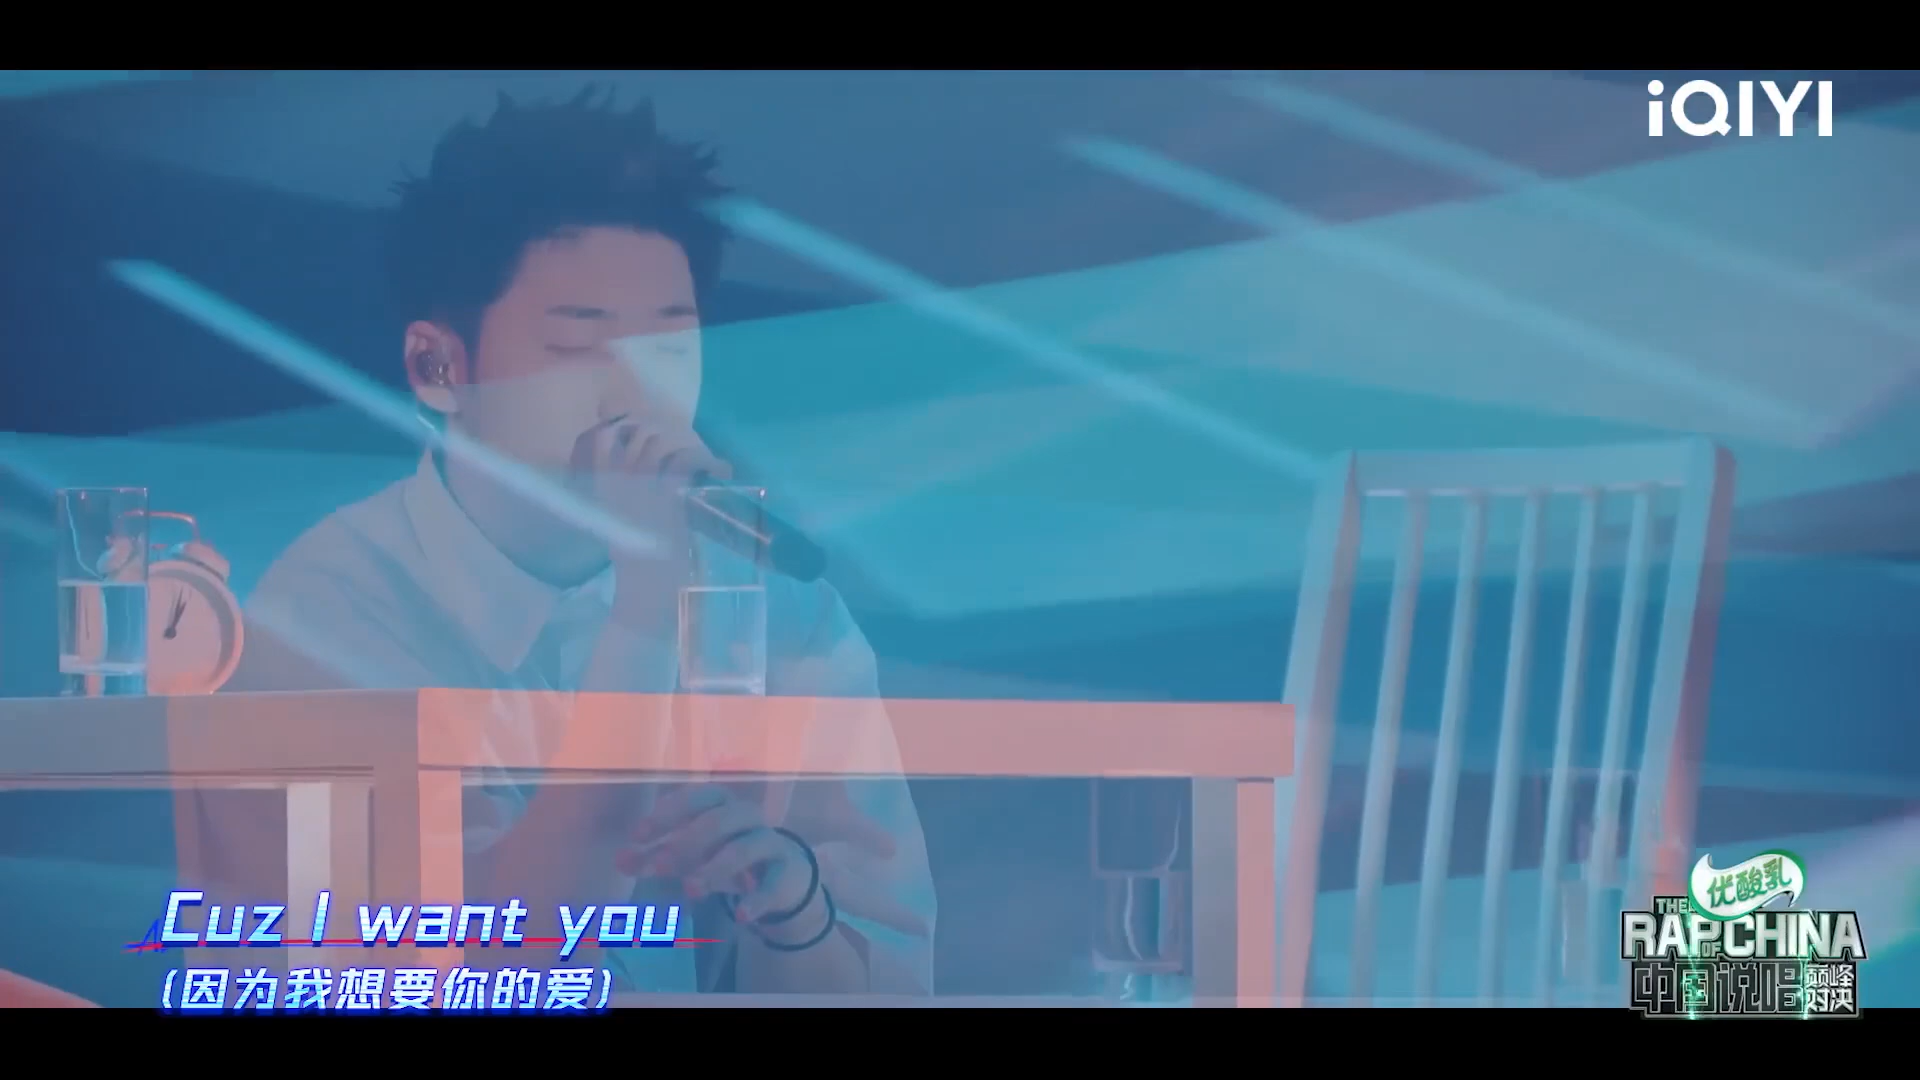 iQIYI
Cuz I want you
(因为我想要你的爱)
优酸乳
THE
RAP OF CHINA
中国说唱
巅峰
对决